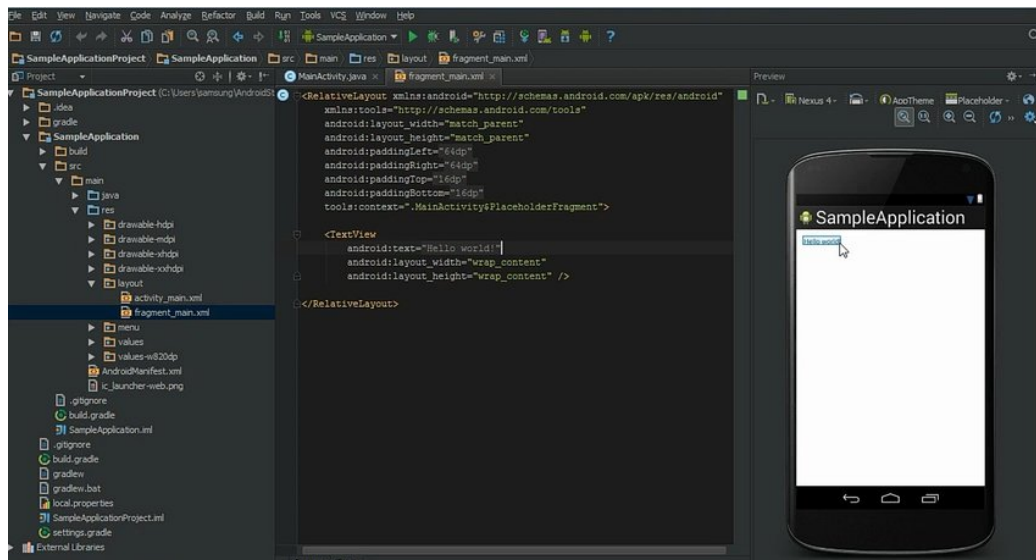 File Edit View Navigate Code Analyze Refactor Build Run Tools VCS Window Help
SampleApplication
SampleApplicationProject SampleApplication src main res layout fragment_main.xml
Project
MainActivity.java fragment_main.xml
Preview
SampleApplicationProject (C:\Users\samsung\AndroidSt
.idea
gradle
SampleApplication
build
src
main
java
res
drawable-hdpi
drawable-mdpi
drawable-xhdpi
drawable-xxhdpi
layout
activity_main.xml
fragment_main.xml
menu
values
values-w820dp
AndroidManifest.xml
ic_launcher-web.png
.gitignore
build.gradle
SampleApplication.iml
.gitignore
build.gradle
gradlew
gradlew.bat
local.properties
SampleApplicationProject.iml
settings.gradle
External Libraries
<RelativeLayout xmlns:android="http://schemas.android.com/apk/res/android"
xmlns:tools="http://schemas.android.com/tools"
android:layout_width="match_parent"
android:layout_height="match_parent"
android:paddingLeft="64dp"
android:paddingRight="64dp"
android:paddingTop="16dp"
android:paddingBottom="16dp"
tools:context=".MainActivity$PlaceholderFragment">
<TextView
android:text="Hello world!"
android:layout_width="wrap_content"
android:layout_height="wrap_content" />
</RelativeLayout>
Nexus 4 AppTheme Placeholder
SampleApplication
Hello world!